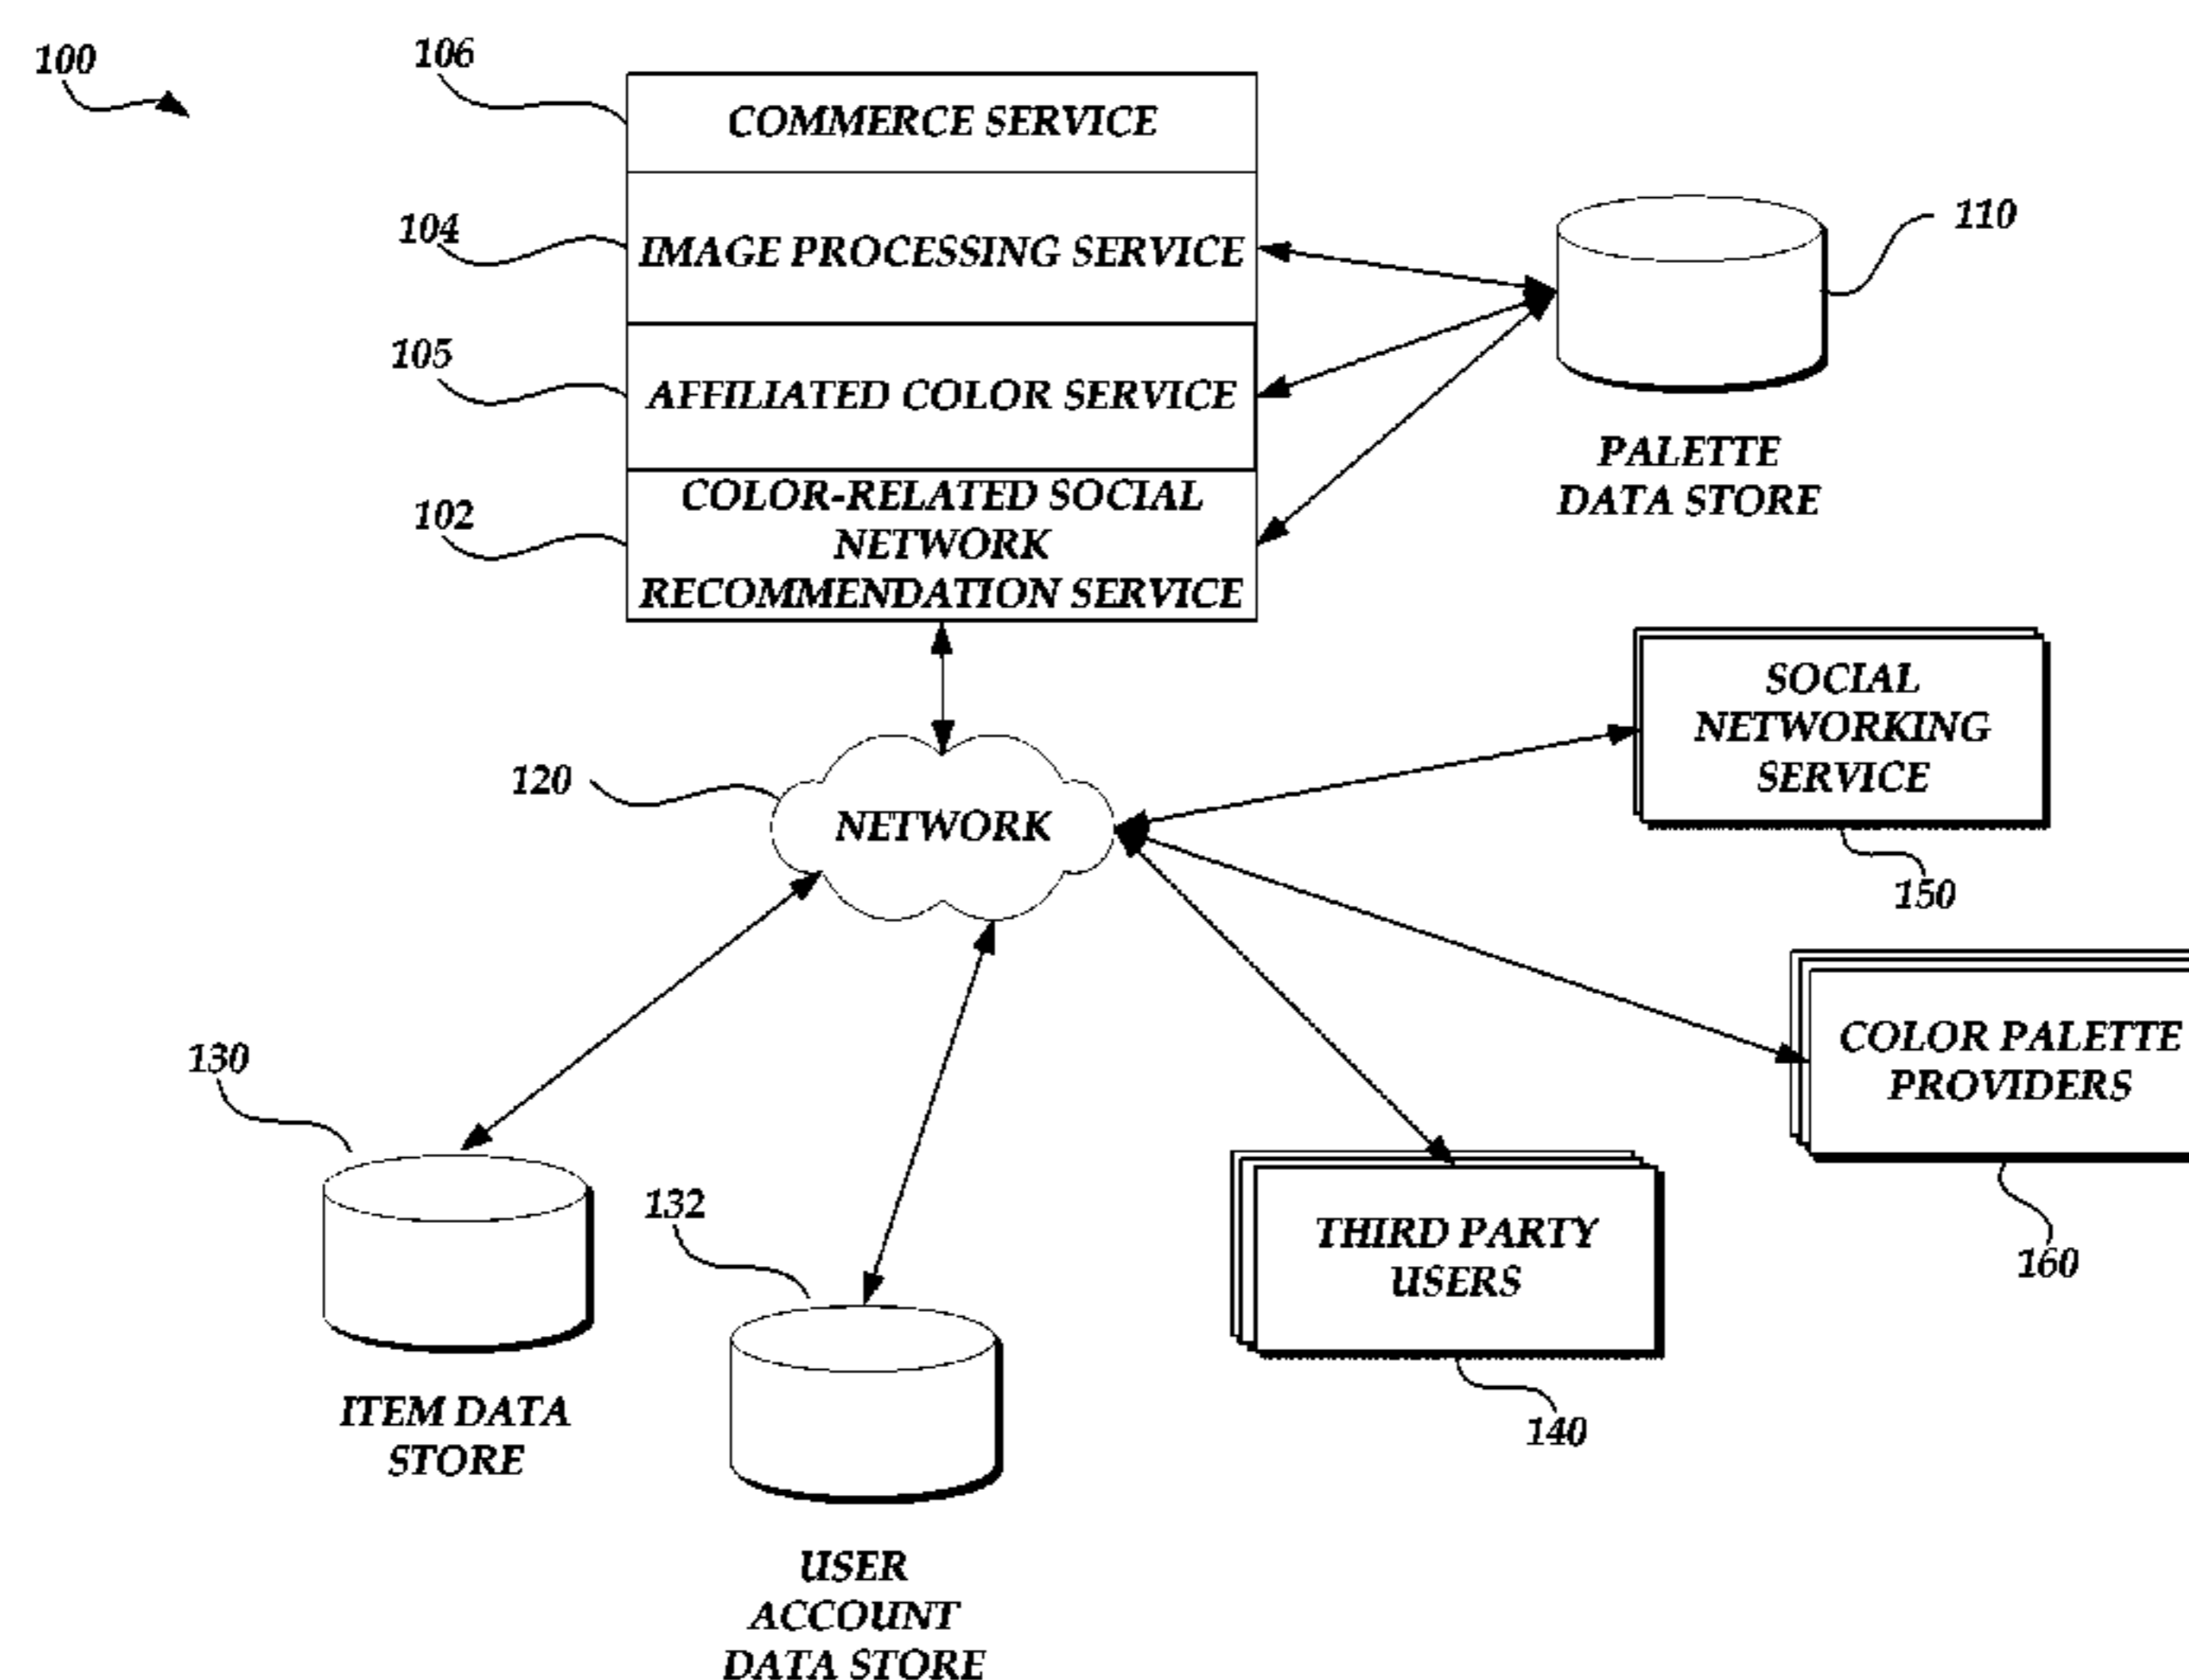 100
106
COMMERCE SERVICE
104
IMAGE PROCESSING SERVICE
110
105
AFFILIATED COLOR SERVICE
PALETTE
DATA STORE
102
COLOR-RELATED SOCIAL
NETWORK
RECOMMENDATION SERVICE
SOCIAL
NETWORKING
SERVICE
150
120
NETWORK
COLOR PALETTE
PROVIDERS
160
130
ITEM DATA
STORE
132
USER
ACCOUNT
DATA STORE
THIRD PARTY
USERS
140